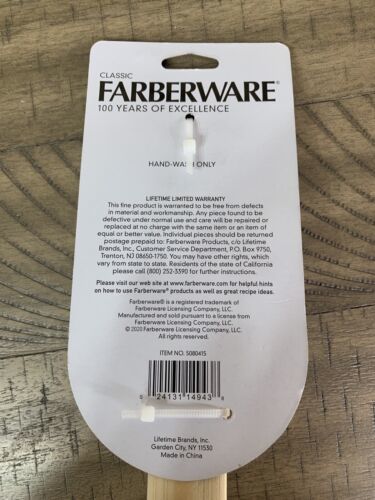 CLASSIC
FARBERWARE®
100 YEARS OF EXCELLENCE
HAND-WASH ONLY
LIFETIME LIMITED WARRANTY
This fine product is warranted to be free from defects
in material and workmanship. Any piece found to be
defective under normal use and care will be repaired or
replaced at no charge with the same item or an item of
equal or better value. Individual pieces should be returned
postage prepaid to: Farberware Products, c/o Lifetime
Brands, Inc., Customer Service Department, P.O. Box 9750,
Trenton, NJ 08650-1750. You may have other rights, which
vary from state to state. Residents of the state of California
please call (800) 252-3390 for further instructions.
Please visit our web site at www.farberware.com for helpful hints
on how to use Farberware® products as well as great recipe ideas.
Farberware® is a registered trademark of
Farberware Licensing Company, LLC.
Manufactured and sold pursuant to a license from
Farberware Licensing Company, LLC.
© 2020 Farberware Licensing Company, LLC.
All rights reserved.
ITEM NO. 5080415
0 24131 14943 8
Lifetime Brands, Inc.
Garden City, NY 11530
Made in China